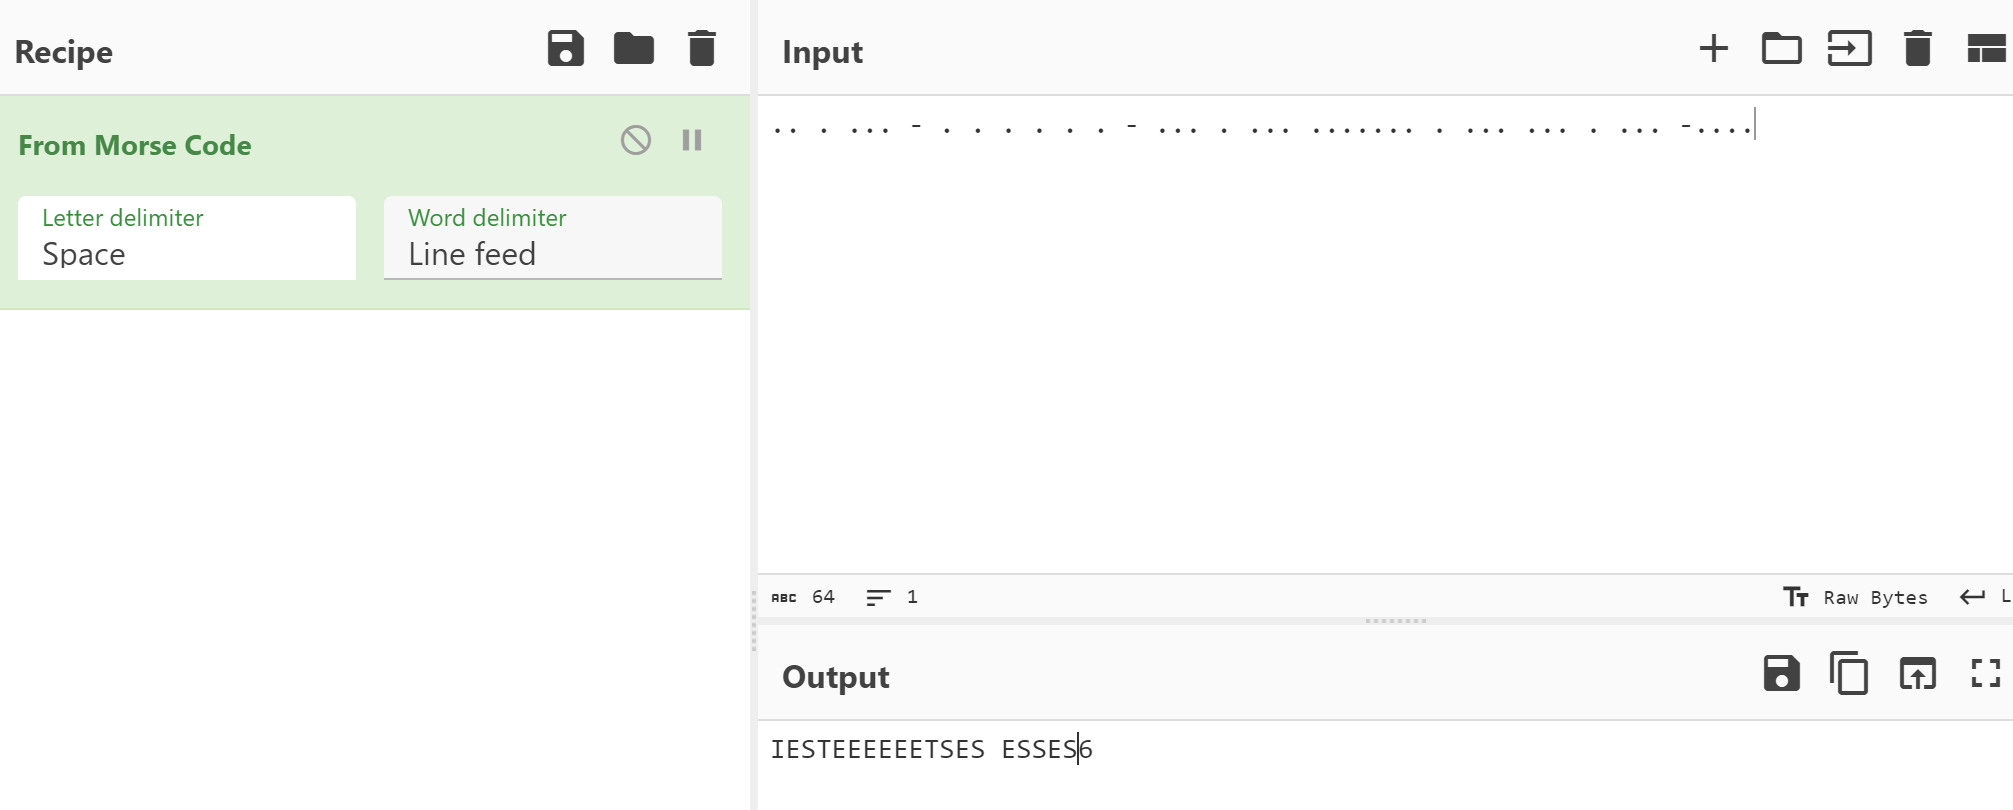 Recipe
Input
From Morse Code
Letter delimiter
Space
Word delimiter
Line feed
.. . ... - . . . . . . - ... . ... ....... . ... ... . ... -....
ABC 64 1
Raw Bytes
L
Output
IESTEEEEEETSES ESSES6